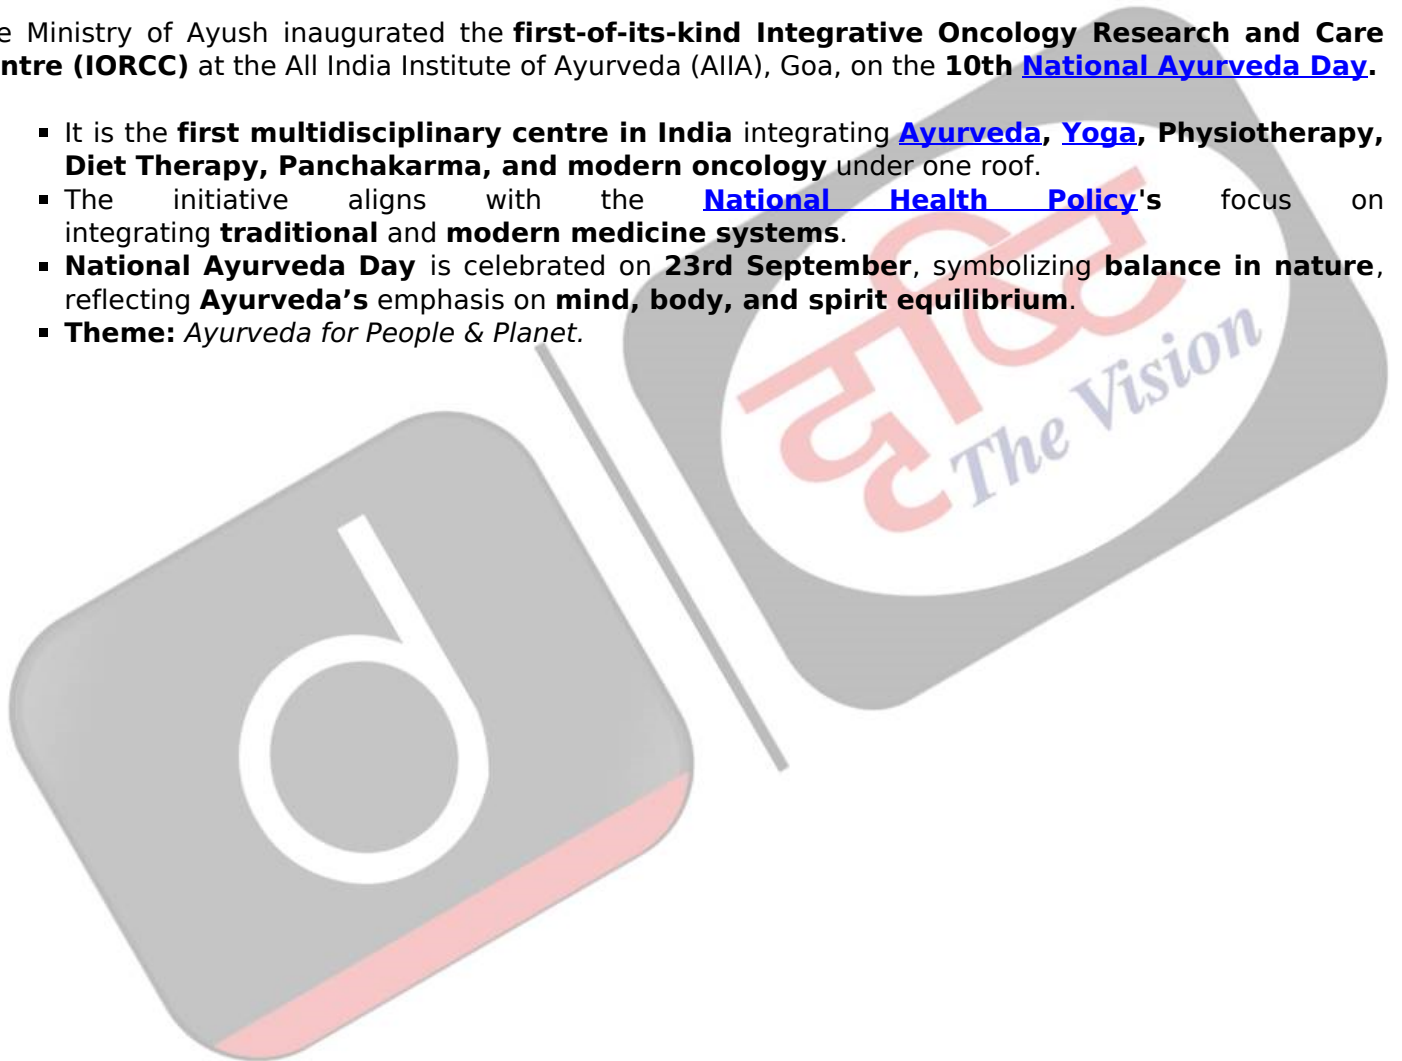 e Ministry of Ayush inaugurated the first-of-its-kind Integrative Oncology Research and Care
ntre (IORCC) at the All India Institute of Ayurveda (AIIA), Goa, on the 10th National Ayurveda Day.
▪ It is the first multidisciplinary centre in India integrating Ayurveda, Yoga, Physiotherapy,
Diet Therapy, Panchakarma, and modern oncology under one roof.
▪ The initiative aligns with the National Health Policy's focus on
integrating traditional and modern medicine systems.
▪ National Ayurveda Day is celebrated on 23rd September, symbolizing balance in nature,
reflecting Ayurveda’s emphasis on mind, body, and spirit equilibrium.
▪ Theme: Ayurveda for People & Planet.
दृष्टि
The Vision
d